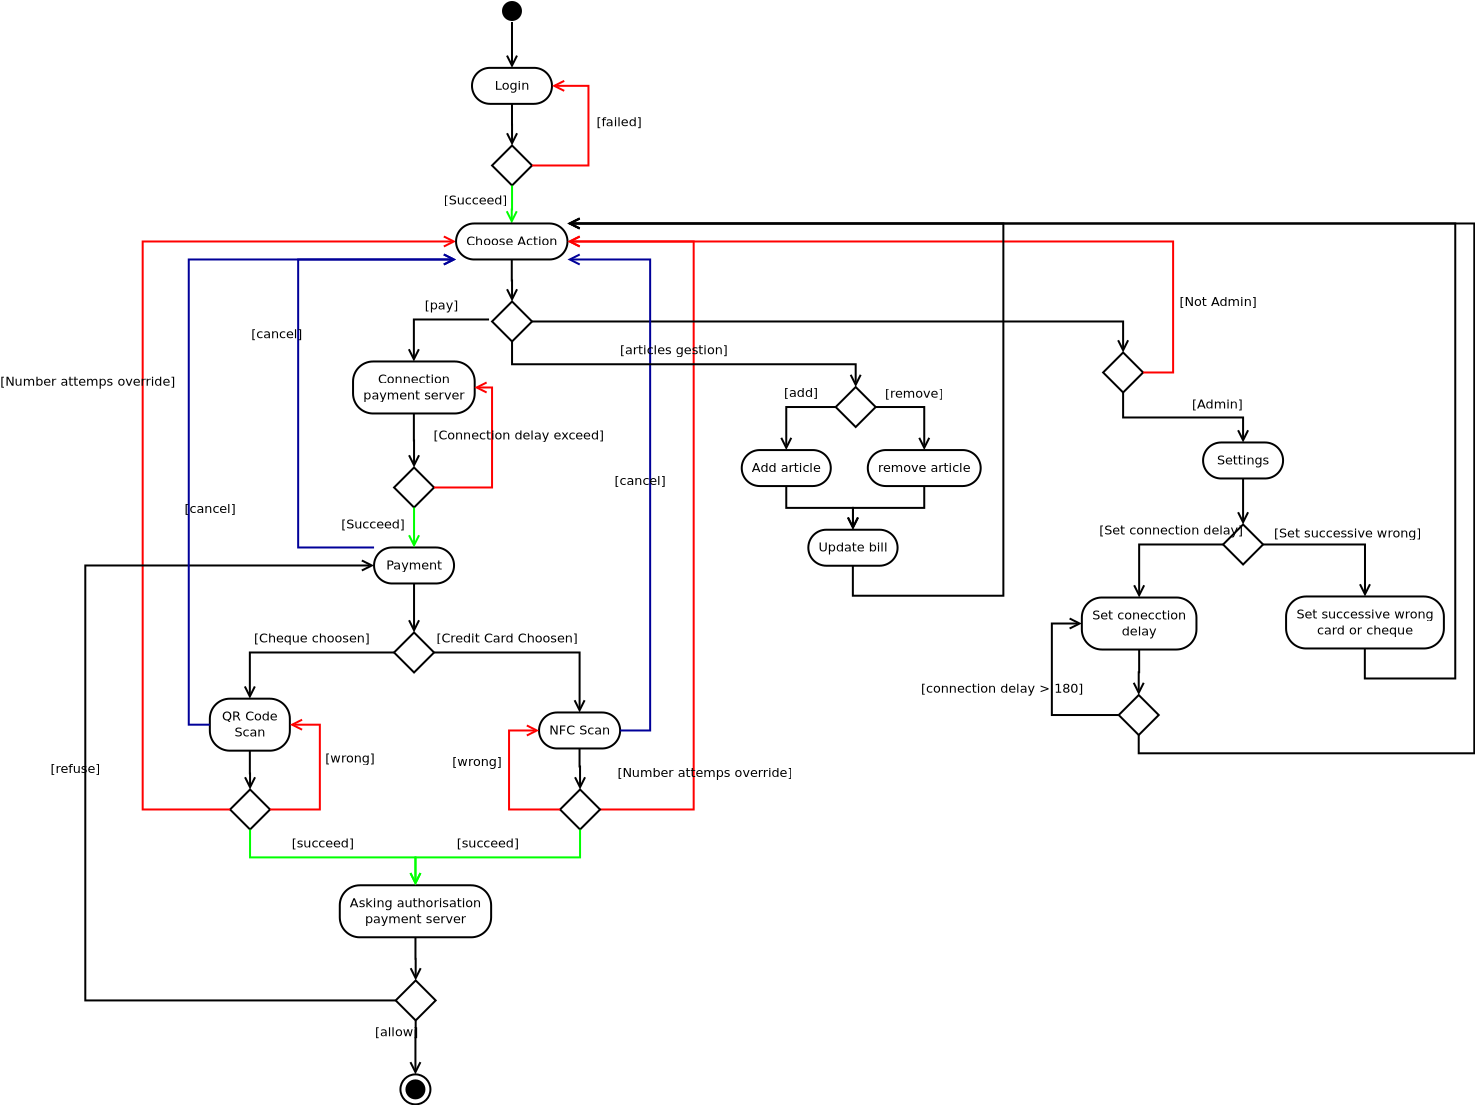 Login
[failed]
[Succeed]
Choose Action
[Not Admin]
[pay]
[cancel]
[articles gestion]
[Number attemps override]
Connection
payment server
[add]
[remove]
[Admin]
[Connection delay exceed]
Add article
remove article
Settings
[cancel]
[cancel]
[Succeed]
[Set connection delay]
[Set successive wrong]
Update bill
Payment
Set conecction
delay
Set successive wrong
card or cheque
[Cheque choosen]
[Credit Card Choosen]
[connection delay > 180]
QR Code
Scan
NFC Scan
[wrong]
[wrong]
[refuse]
[Number attemps override]
[succeed]
[succeed]
Asking authorisation
payment server
[allow]